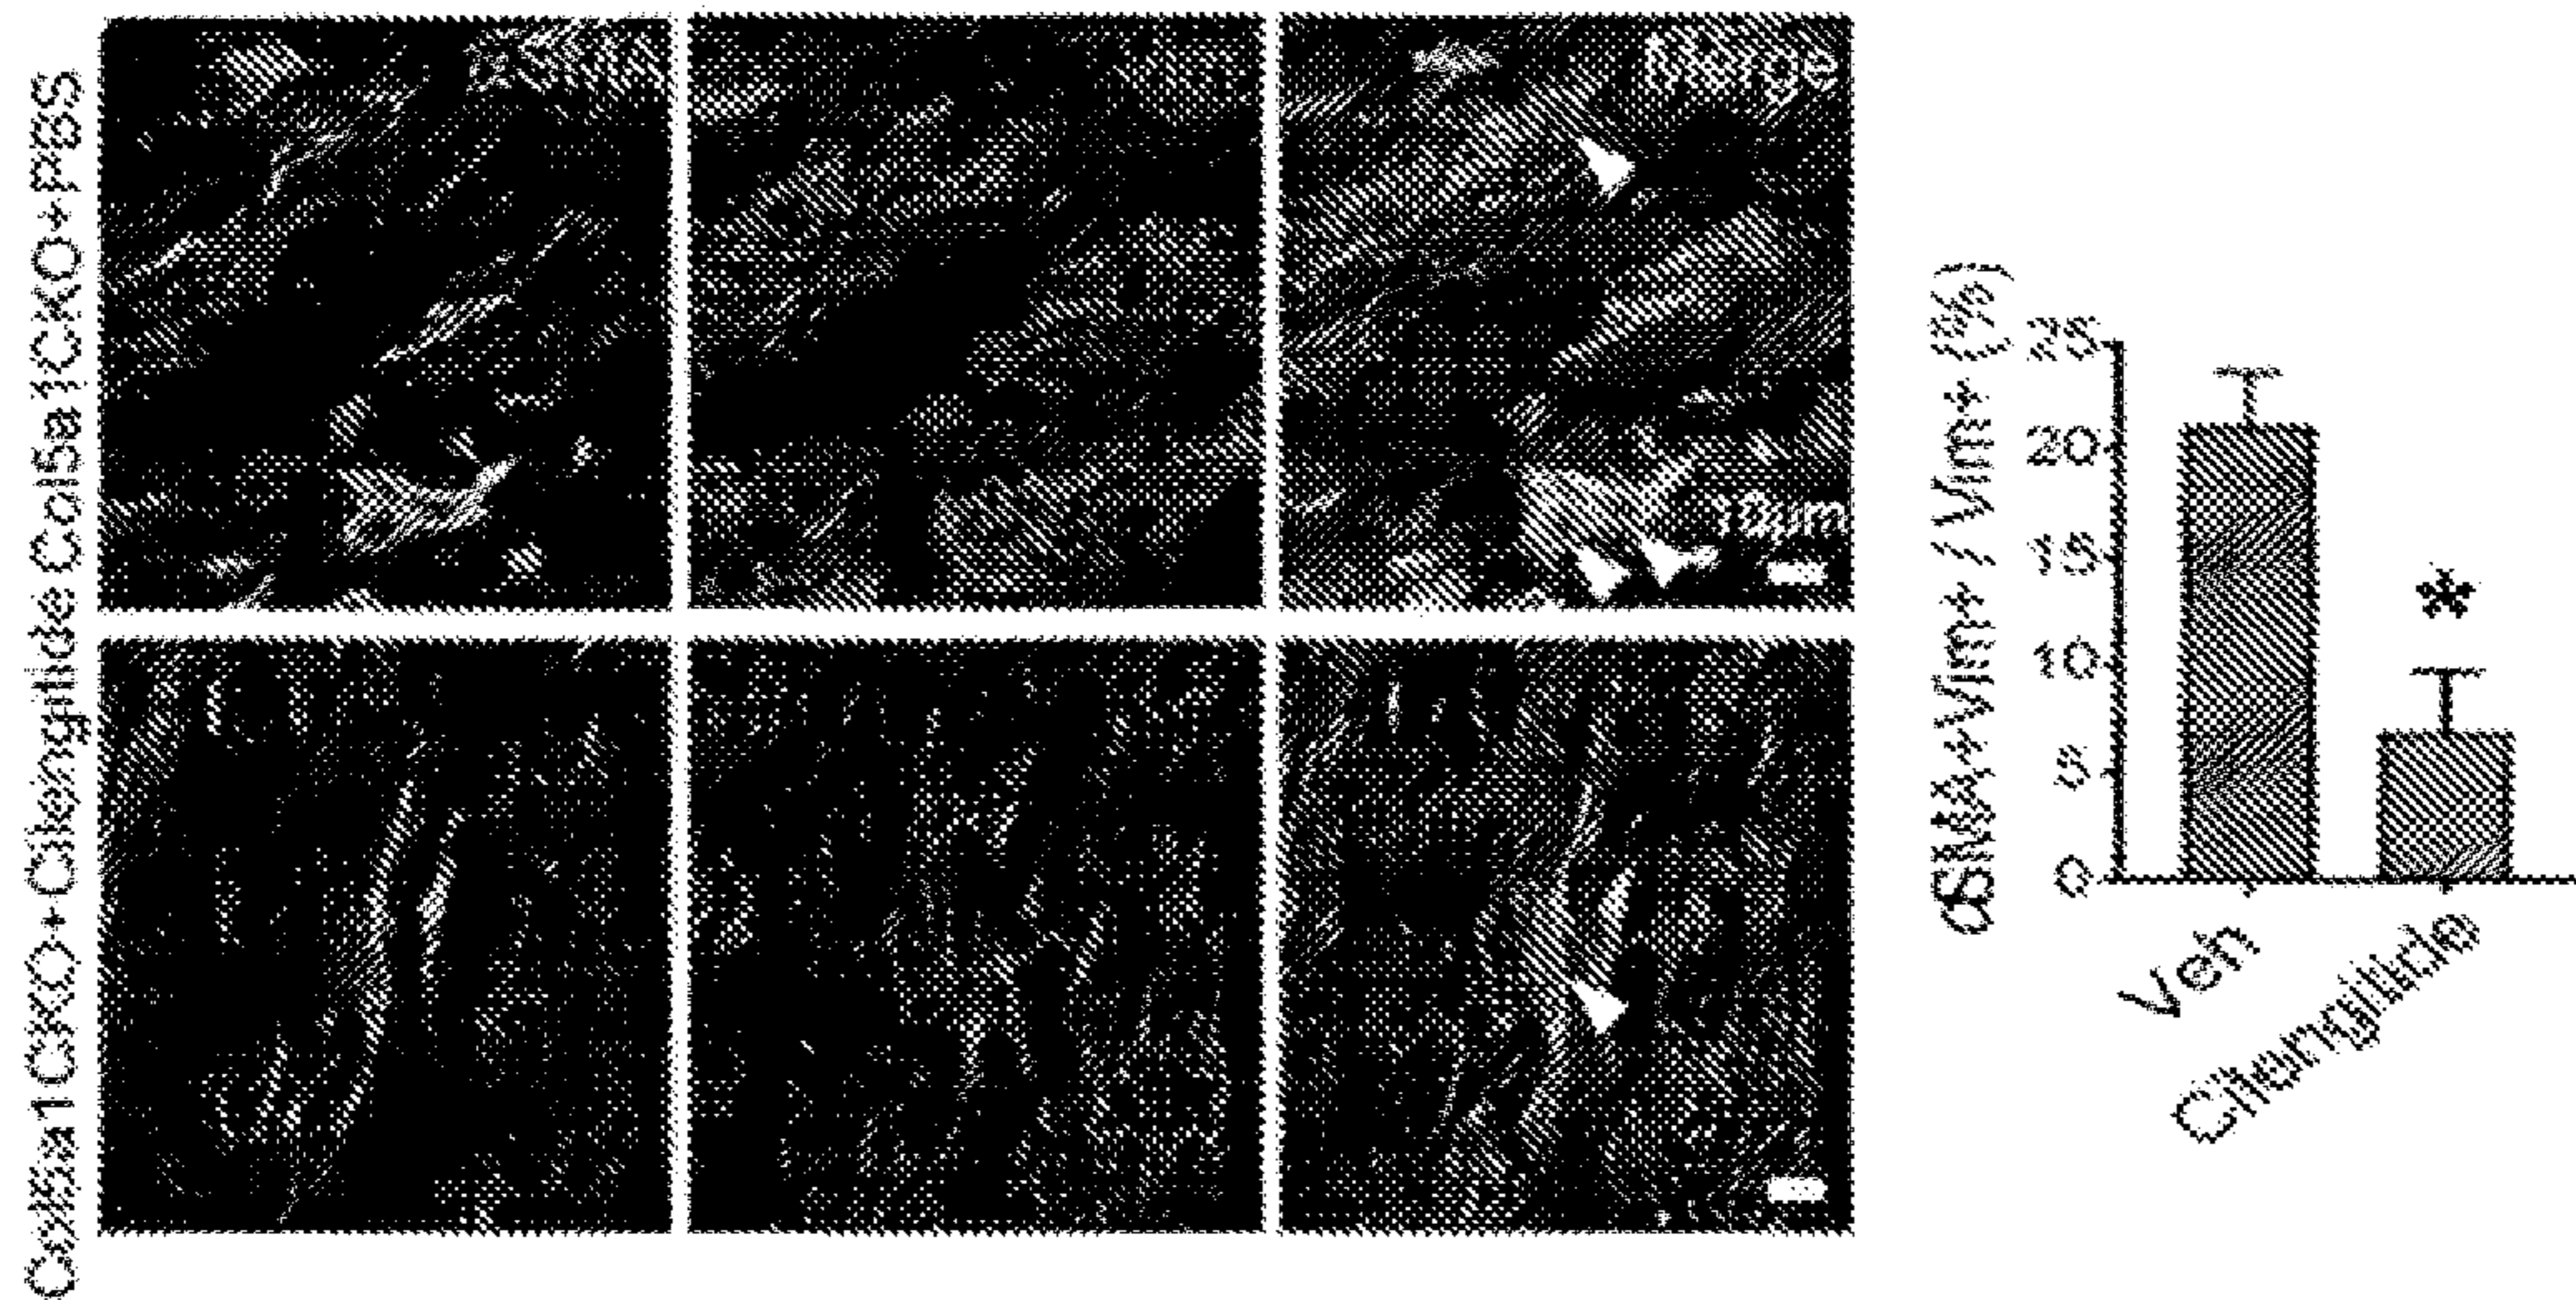 Col5a1CKO+PBS
Col5a1CKO+Cilengitide
Merge
10μm
αSMA+Vim+ / Vim+ (%)
25
20
15
10
5
0
*
Veh
Cilengitide